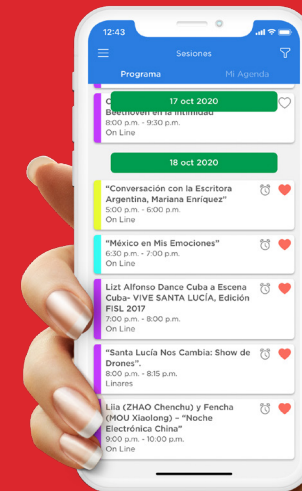 12:43
Sesiones
Programa
Mi Agenda
17 oct 2020
Beethoven en la Intimidad
8:00 p.m. - 9:30 p.m.
On Line
18 oct 2020
"Conversación con la Escritora
Argentina, Mariana Enríquez"
5:00 p.m. - 6:00 p.m.
On Line
"México en Mis Emociones"
6:30 p.m. - 7:00 p.m.
On Line
Lizt Alfonso Dance Cuba a Escena
Cuba- VIVE SANTA LUCÍA, Edición
FISL 2017
7:00 p.m. - 8:00 p.m.
On Line
"Santa Lucía Nos Cambia: Show de
Drones".
8:00 p.m. - 8:15 p.m.
Linares
Liia (ZHAO Chenchu) y Fencha
(MOU Xiaolong) – "Noche
Electrónica China"
9:00 p.m. - 10:00 p.m.
On Line